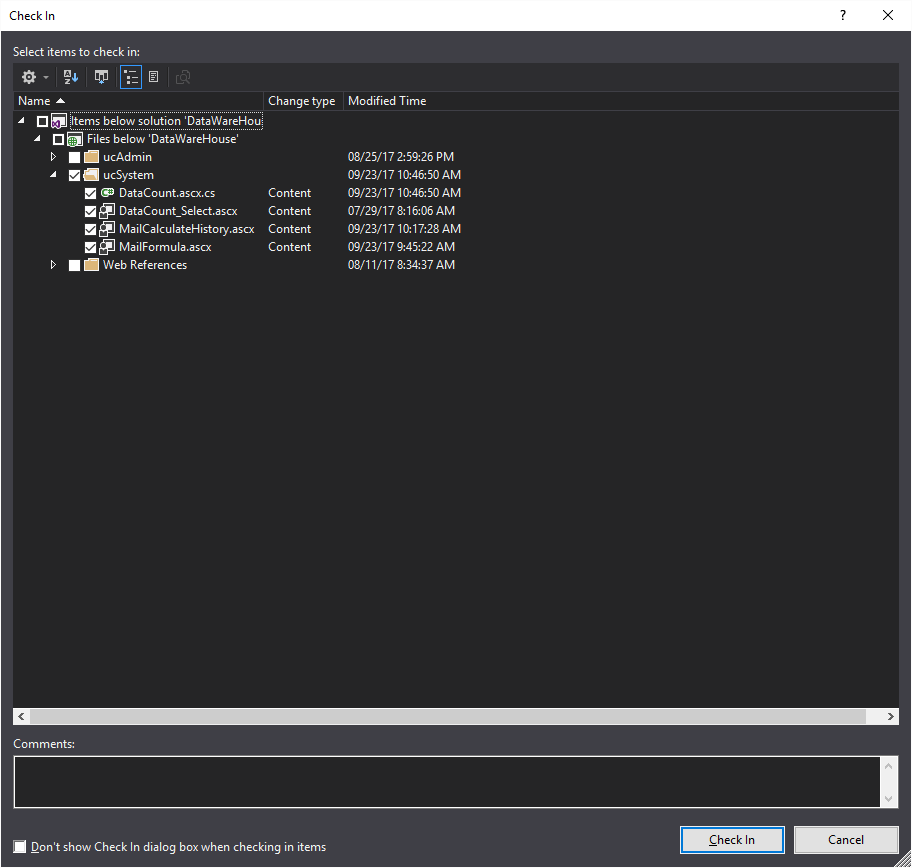 Check In
?
Select items to check in:
Name Change type Modified Time
Items below solution 'DataWareHou
Files below 'DataWareHouse'
ucAdmin 08/25/17 2:59:26 PM
ucSystem 09/23/17 10:46:50 AM
DataCount.ascx.cs Content 09/23/17 10:46:50 AM
DataCount_Select.ascx Content 07/29/17 8:16:06 AM
MailCalculateHistory.ascx Content 09/23/17 10:17:28 AM
MailFormula.ascx Content 09/23/17 9:45:22 AM
Web References 08/11/17 8:34:37 AM
Comments:
Check In Cancel
Don't show Check In dialog box when checking in items